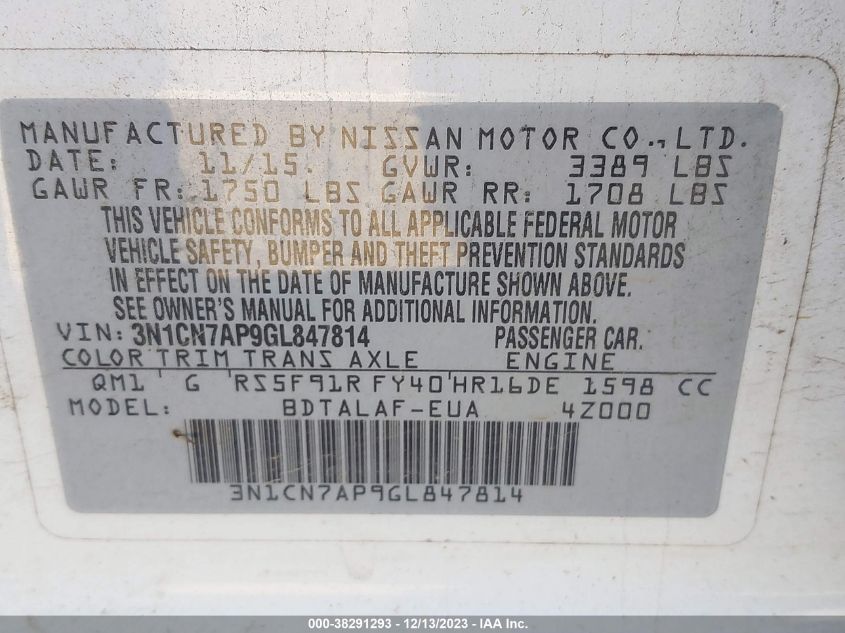 MANUFACTURED BY NISSAN MOTOR CO., LTD.
DATE: 11/15. GVWR: 3389 LBS
GAWR FR: 1750 LBS GAWR RR: 1708 LBS
THIS VEHICLE CONFORMS TO ALL APPLICABLE FEDERAL MOTOR
VEHICLE SAFETY, BUMPER AND THEFT PREVENTION STANDARDS
IN EFFECT ON THE DATE OF MANUFACTURE SHOWN ABOVE.
SEE OWNER'S MANUAL FOR ADDITIONAL INFORMATION.
VIN: 3N1CN7AP9GL847814 PASSENGER CAR.
COLOR TRIM TRANS AXLE ENGINE
QM1 G RS5F91R FY40 HR16DE 1598 CC
MODEL: BDTALAF-EUA 4Z000
3N1CN7AP9GL847814
000-38291293 - 12/13/2023 - IAA Inc.